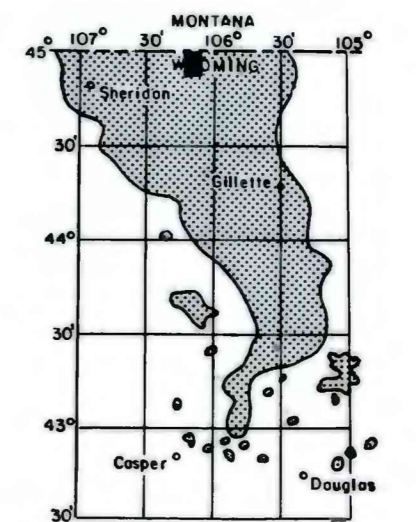 MONTANA
45° 107° 30' 106° 30' 105°
WYOMING
Sheridan
30'
Gillette
44°
30'
43°
Casper
Douglas
30'